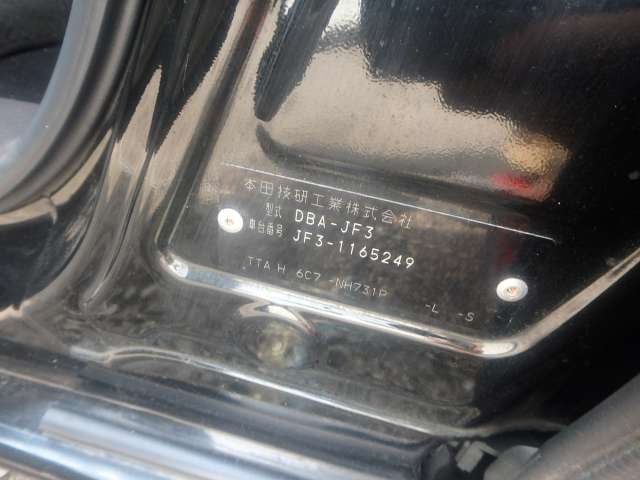 本田技研工業株式会社
型式 DBA-JF3
車台番号 JF3-1165249
TTA H 6C7 -NH731P -L -S